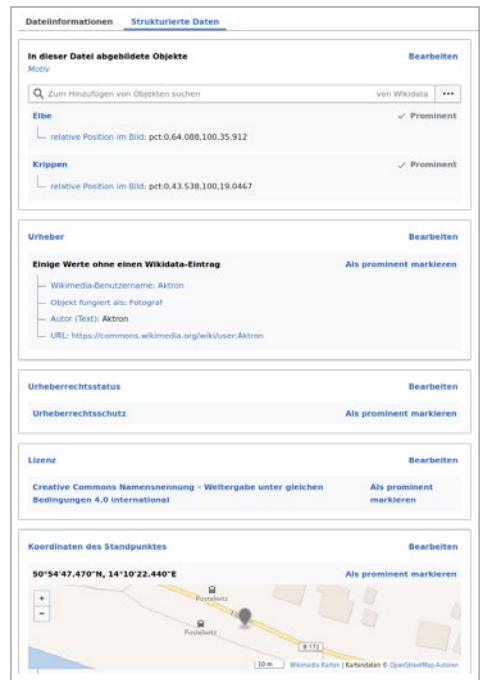 Dateiinformationen Strukturierte Daten
In dieser Datei abgebildete Objekte Bearbeiten
Motiv
Zum Hinzufügen von Objekten suchen von Wikidata •••
Elbe ✓ Prominent
relative Position im Bild: pct:0,64.088,100,35.912
Krippen ✓ Prominent
relative Position im Bild: pct:0,43.538,100,19.0467
Urheber Bearbeiten
Einige Werte ohne einen Wikidata-Eintrag Als prominent markieren
Wikimedia-Benutzername: Aktron
Objekt fungiert als: Fotograf
Autor (Text): Aktron
URL: https://commons.wikimedia.org/wiki/user:Aktron
Urheberrechtsstatus Bearbeiten
Urheberrechtsschutz Als prominent markieren
Lizenz Bearbeiten
Creative Commons Namensnennung – Weitergabe unter gleichen Als prominent
Bedingungen 4.0 international markieren
Koordinaten des Standpunktes Bearbeiten
50°54'47.470"N, 14°10'22.440"E Als prominent markieren
+
−
Postelwitz
Postelwitz
B 172
10 m Wikimedia Karten | Kartendaten © OpenStreetMap-Autoren